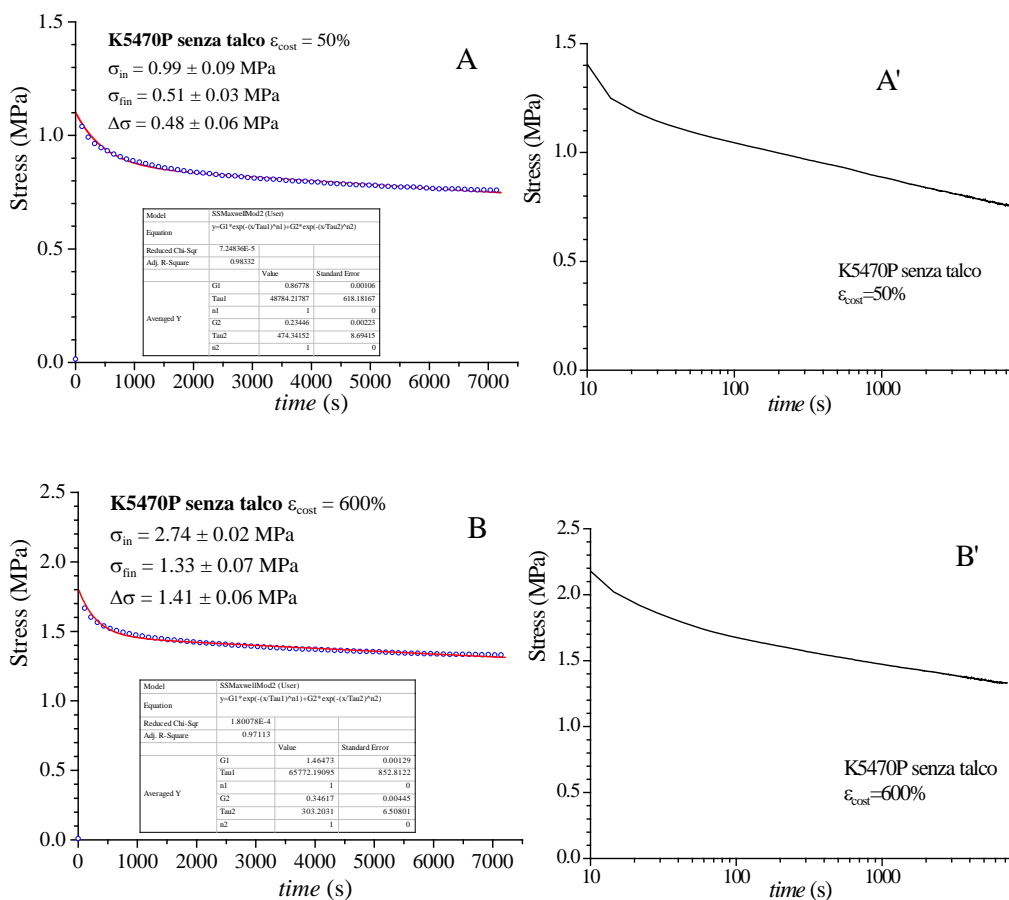 K5470P senza talco εcost = 50%
σin = 0.99 ± 0.09 MPa
σfin = 0.51 ± 0.03 MPa
Δσ = 0.48 ± 0.06 MPa
A
Stress (MPa)
1.5
1.0
0.5
0.0
Model SSMaxwellMod2 (User)
Equation y=G1*exp(-(x/Tau1)^n1)+G2*exp(-(x/Tau2)^n2)
Reduced Chi-Sqr 7.24836E-5
Adj. R-Square 0.98332
Value Standard Error
Averaged Y
G1 0.86778 0.00106
Tau1 48784.21787 618.18167
n1 1 0
G2 0.23446 0.00223
Tau2 474.34152 8.69415
n2 1 0
0 1000 2000 3000 4000 5000 6000 7000
time (s)
A'
Stress (MPa)
1.5
1.0
0.5
0.0
K5470P senza talco
εcost=50%
10 100 1000
time (s)
K5470P senza talco εcost = 600%
σin = 2.74 ± 0.02 MPa
σfin = 1.33 ± 0.07 MPa
Δσ = 1.41 ± 0.06 MPa
B
Stress (MPa)
2.5
2.0
1.5
1.0
0.5
0.0
Model SSMaxwellMod2 (User)
Equation y=G1*exp(-(x/Tau1)^n1)+G2*exp(-(x/Tau2)^n2)
Reduced Chi-Sqr 1.80078E-4
Adj. R-Square 0.97113
Value Standard Error
Averaged Y
G1 1.46473 0.00129
Tau1 65772.19095 852.8122
n1 1 0
G2 0.34617 0.00445
Tau2 303.2031 6.50801
n2 1 0
0 1000 2000 3000 4000 5000 6000 7000
time (s)
B'
Stress (MPa)
2.5
2.0
1.5
1.0
0.5
0.0
K5470P senza talco
εcost=600%
10 100 1000
time (s)